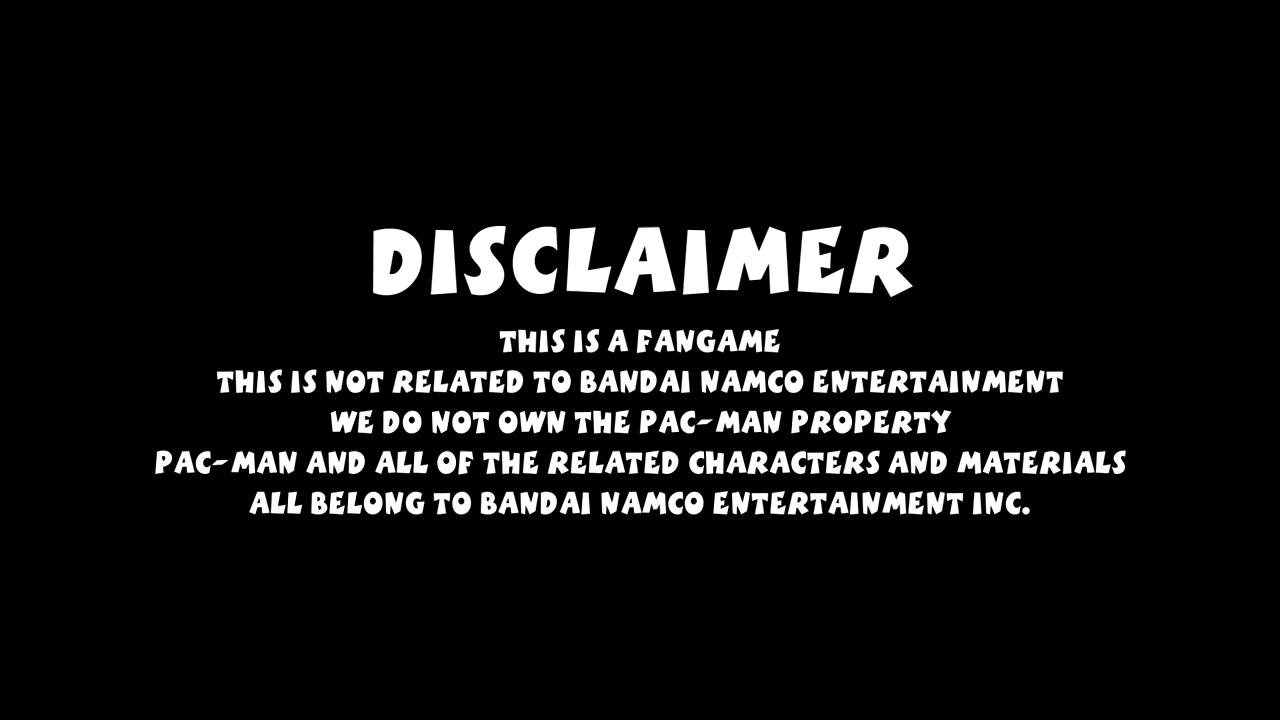 DISCLAIMER
THIS IS A FANGAME
THIS IS NOT RELATED TO BANDAI NAMCO ENTERTAINMENT
WE DO NOT OWN THE PAC-MAN PROPERTY
PAC-MAN AND ALL OF THE RELATED CHARACTERS AND MATERIALS
ALL BELONG TO BANDAI NAMCO ENTERTAINMENT INC.